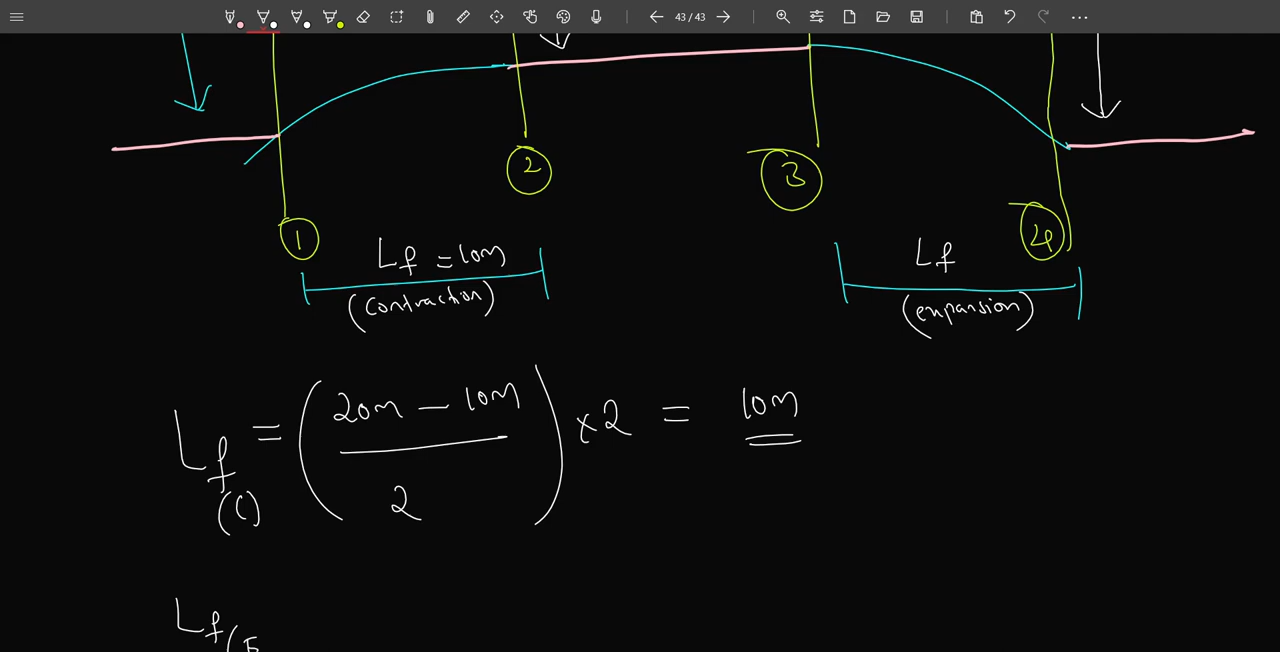 43 / 43
2
3
1
4
Lf = 10m
(contraction)
Lf
(expansion)
Lf(C) = (20m - 10m / 2) × 2 = 10m
Lf(E